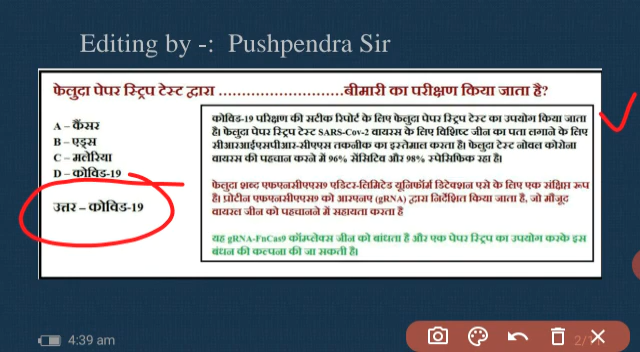 Editing by -: Pushpendra Sir
फेलुदा पेपर स्ट्रिप टेस्ट द्वारा ............................बीमारी का परीक्षण किया जाता है?
A – कैंसर
B – एड्स
C – मलेरिया
D – कोविड-19
उत्तर – कोविड-19
कोविड-19 परिक्षण की सटीक रिपोर्ट के लिए फेलुदा पेपर स्ट्रिप टेस्ट का उपयोग किया जाता
है। फेलुदा पेपर स्ट्रिप टेस्ट SARS-Cov-2 वायरस के लिए विशिष्ट जीन का पता लगाने के लिए
सीआरआईएसपीआर-सीएएस तकनीक का इस्तेमाल करता है। फेलुदा टेस्ट नोवल कोरोना
वायरस की पहचान करने में 96% सेंसिटिव और 98% स्पेसिफिक रहा है।
फेलुदा शब्द एफएनसीएएस9 एडिटर-लिमिटेड यूनिफॉर्म डिटेक्शन एसे के लिए एक संक्षिप्त रूप
है। प्रोटीन एफएनसीएएस9 को आरएनए (gRNA) द्वारा निर्देशित किया जाता है, जो मौजूद
वायरल जीन को पहचानने में सहायता करता है
यह gRNA-FnCas9 कॉम्प्लेक्स जीन को बांधता है और एक पेपर स्ट्रिप का उपयोग करके इस
बंधन की कल्पना की जा सकती है।
4:39 am
2/1